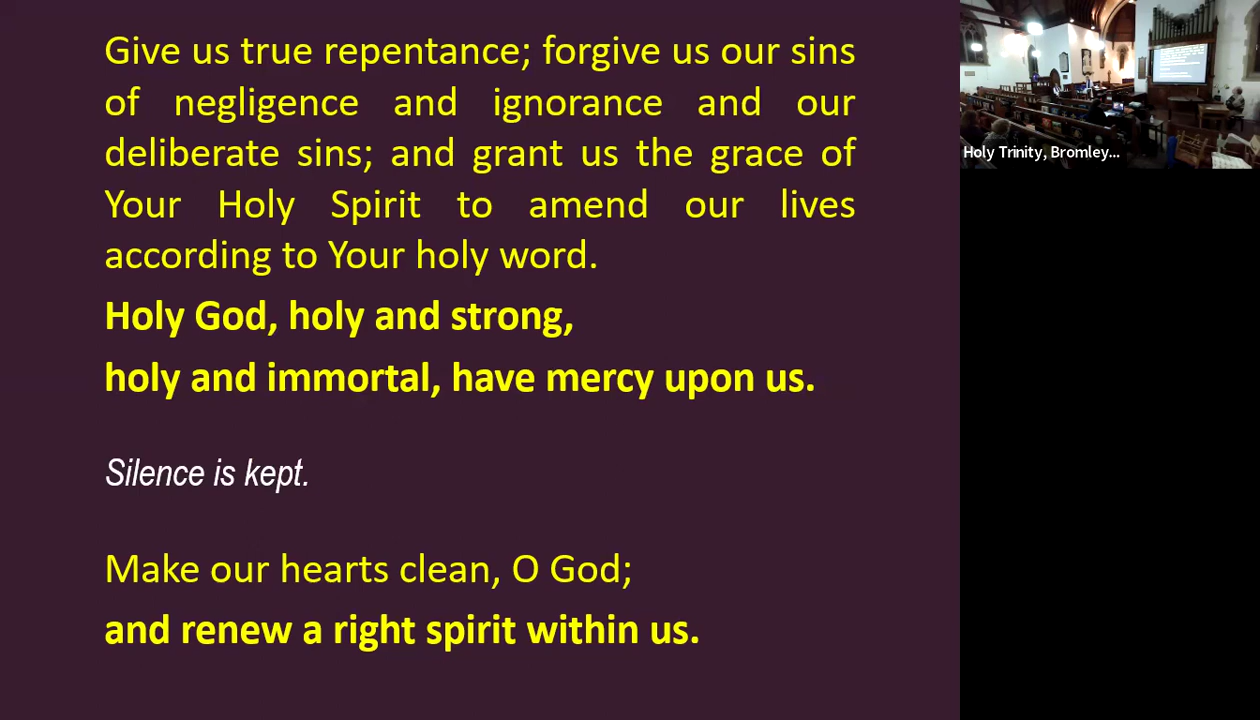 Give us true repentance; forgive us our sins
of negligence and ignorance and our
deliberate sins; and grant us the grace of
Your Holy Spirit to amend our lives
according to Your holy word.
Holy God, holy and strong,
holy and immortal, have mercy upon us.
Silence is kept.
Make our hearts clean, O God;
and renew a right spirit within us.
Holy Trinity, Bromley...